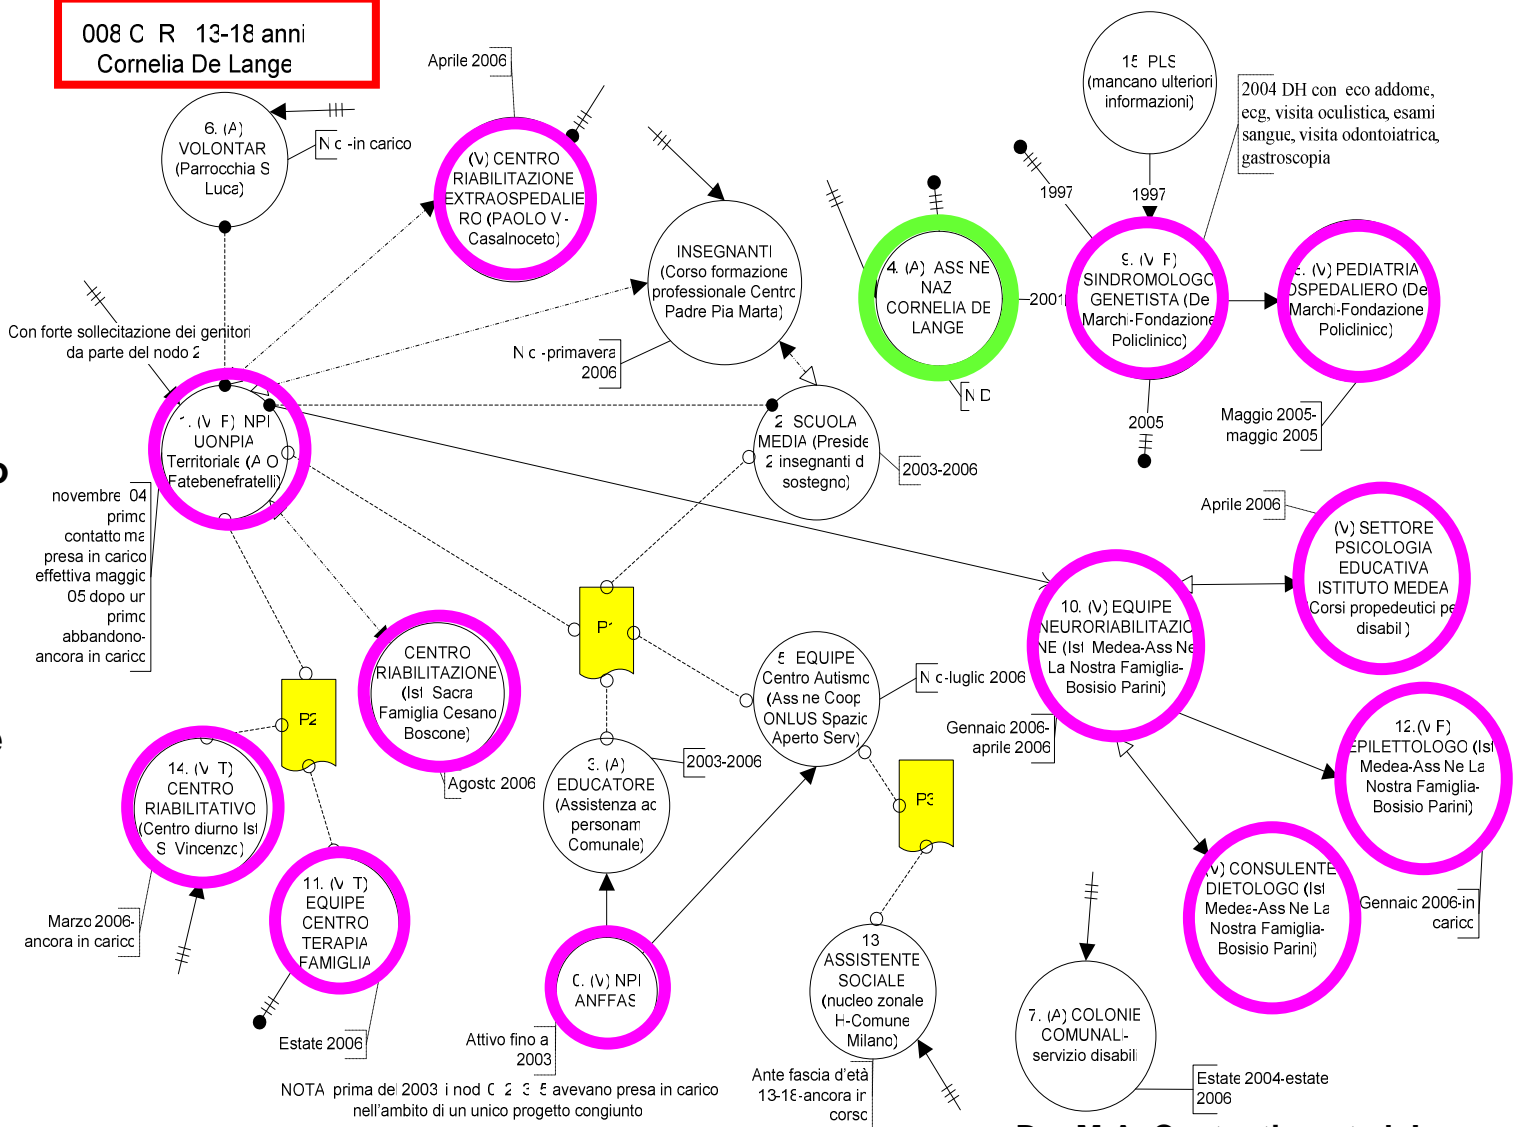 008 C R 13-18 anni
Cornelia De Lange
6. (A)
VOLONTAR
(Parrocchia S
Luca)
N c -in carico
Aprile 2006
(V) CENTRO
RIABILITAZIONE
EXTRAOSPEDALIE
RO (PAOLO V -
Casalnoceto)
INSEGNANTI
(Corso formazione
professionale Centro
Padre Pia Marta)
N c -primavera
2006
15 PLS
(mancano ulteriori
informazioni)
2004 DH con eco addome,
ecg, visita oculistica, esami
sangue, visita odontoiatrica,
gastroscopia
1997
1997
4. (A) ASS NE
NAZ
CORNELIA DE
LANGE
2001
N D
9. (V F)
SINDROMOLOGO
GENETISTA (De
Marchi-Fondazione
Policlinico)
2005
(V) PEDIATRIA
OSPEDALIERO (De
Marchi-Fondazione
Policlinico)
Maggio 2005-
maggio 2005
Con forte sollecitazione dei genitori
da parte del nodo 2
1. (V F) NPI
UONPIA
Territoriale (A O
Fatebenefratelli)
novembre 04
primo
contatto ma
presa in carico
effettiva maggio
05 dopo un
primo
abbandono-
ancora in carico
2 SCUOLA
MEDIA (Preside
2 insegnanti d
sostegno)
2003-2006
Aprile 2006
(V) SETTORE
PSICOLOGIA
EDUCATIVA
ISTITUTO MEDEA
(Corsi propedeutici pe
disabil )
10. (V) EQUIPE
NEURORIABILITAZIO
NE (Ist Medea-Ass Ne
La Nostra Famiglia-
Bosisio Parini)
Gennaio 2006-
aprile 2006
P1
CENTRO
RIABILITAZIONE
(Ist Sacra
Famiglia Cesano
Boscone)
Agosto 2006
5 EQUIPE
Centro Autismo
(Ass ne Coop
ONLUS Spazio
Aperto Serv)
N c-luglio 2006
P2
14. (V T)
CENTRO
RIABILITATIVO
(Centro diurno Ist
S Vincenzo)
Marzo 2006-
ancora in carico
3. (A)
EDUCATORE
(Assistenza ad
personam
Comunale)
2003-2006
P3
12.(V F)
EPILETTOLOGO (Ist
Medea-Ass Ne La
Nostra Famiglia-
Bosisio Parini)
Gennaio 2006-in
carico
(V) CONSULENTE
DIETOLOGO (Ist
Medea-Ass Ne La
Nostra Famiglia-
Bosisio Parini)
11. (V T)
EQUIPE
CENTRO
TERAPIA
FAMIGLIA
Estate 2006
0. (V) NPI
ANFFAS
Attivo fino a
2003
13
ASSISTENTE
SOCIALE
(nucleo zonale
H-Comune
Milano)
Ante fascia d'età
13-18-ancora in
corso
7. (A) COLONIE
COMUNALI-
servizio disabili
Estate 2004-estate
2006
NOTA prima del 2003 i nod 0 2 3 5 avevano presa in carico
nell'ambito di un unico progetto congiunto